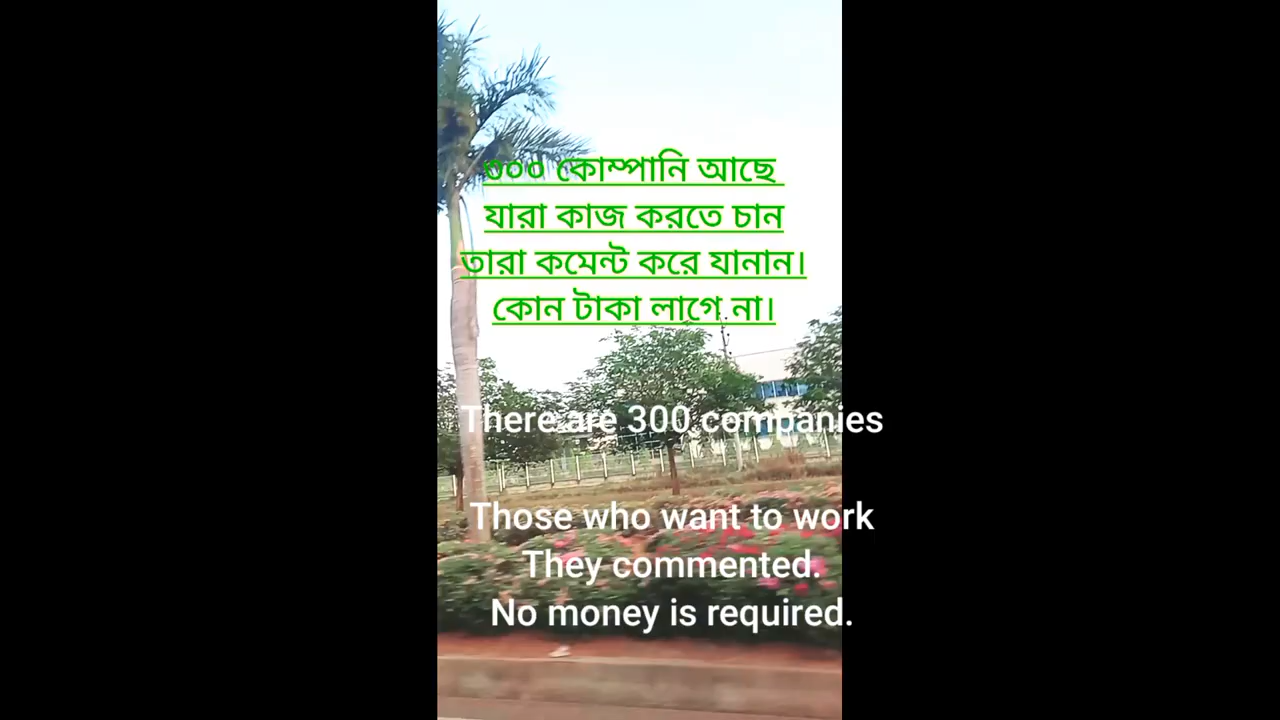 ৩০০ কোম্পানি আছে
যারা কাজ করতে চান
তারা কমেন্ট করে যানান।
কোন টাকা লাগে না।
There are 300 companies
Those who want to work
They commented.
No money is required.